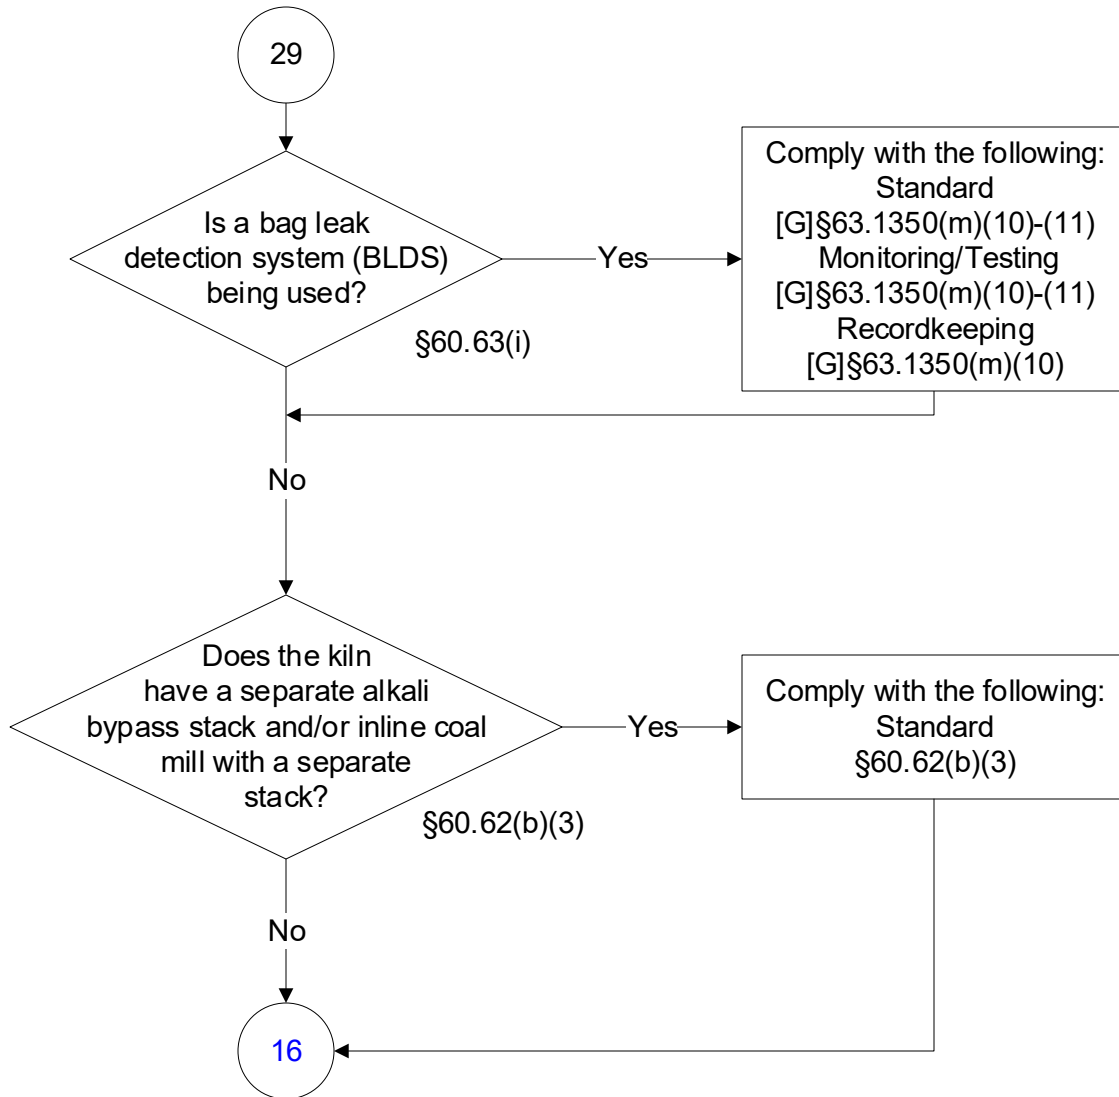 29
Is a bag leak
detection system (BLDS)
being used?
Yes
§60.63(i)
Comply with the following:
Standard
[G]§63.1350(m)(10)-(11)
Monitoring/Testing
[G]§63.1350(m)(10)-(11)
Recordkeeping
[G]§63.1350(m)(10)
No
Does the kiln
have a separate alkali
bypass stack and/or inline coal
mill with a separate
stack?
Yes
§60.62(b)(3)
Comply with the following:
Standard
§60.62(b)(3)
No
16